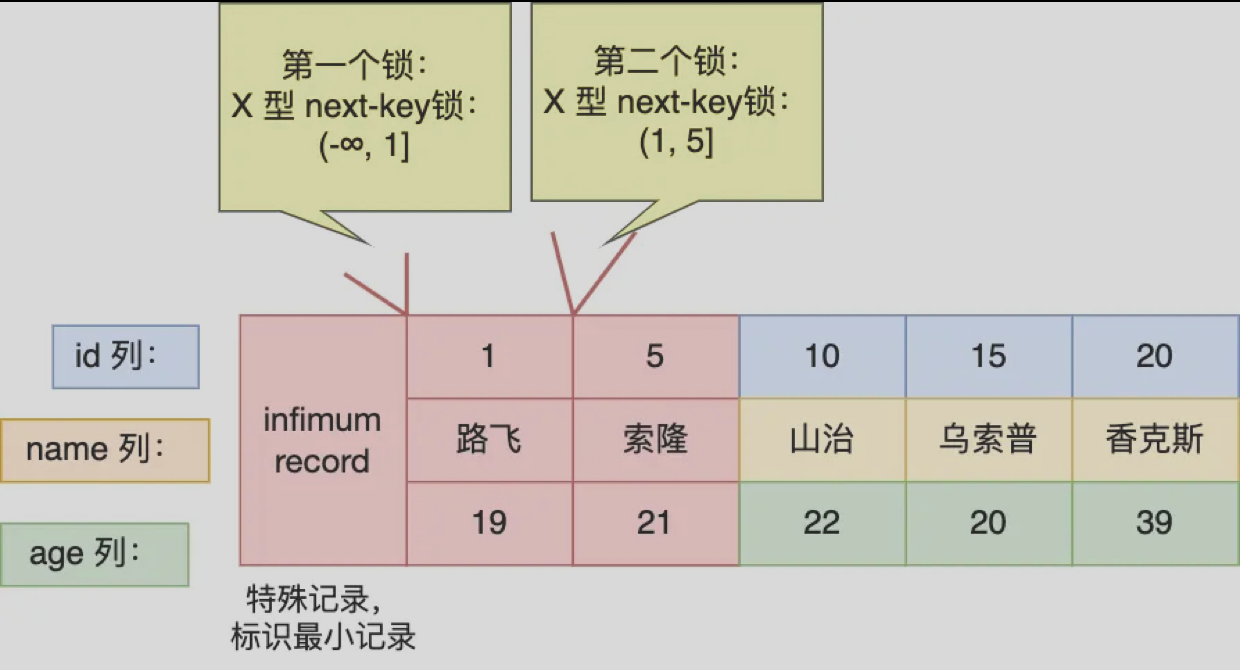 第一个锁：
X 型 next-key锁：
(-∞, 1]
第二个锁：
X 型 next-key锁：
(1, 5]
id 列：
1
5
10
15
20
infimum
record
name 列：
路飞
索隆
山治
乌索普
香克斯
age 列：
19
21
22
20
39
特殊记录，
标识最小记录